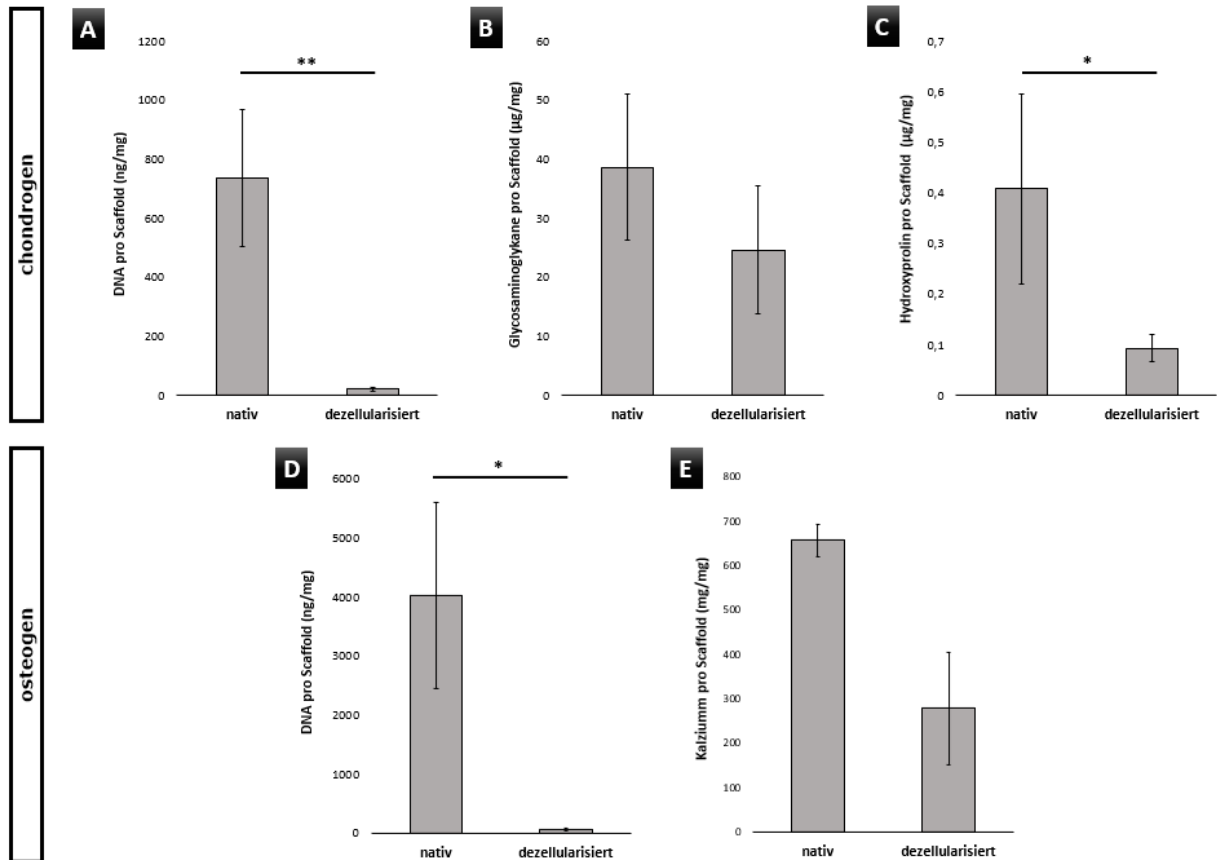 chondrogen
A
DNA pro Scaffold (ng/mg)
1200
1000
800
600
400
200
0
**
nativ
dezellularisiert
B
Glycosaminoglykane pro Scaffold (µg/mg)
60
50
40
30
20
10
0
nativ
dezellularisiert
C
Hydroxyprolin pro Scaffold (µg/mg)
0,7
0,6
0,5
0,4
0,3
0,2
0,1
0
*
nativ
dezellularisiert
osteogen
D
DNA pro Scaffold (ng/mg)
6000
5000
4000
3000
2000
1000
0
*
nativ
dezellularisiert
E
Kalziumm pro Scaffold (mg/mg)
800
700
600
500
400
300
200
100
0
nativ
dezellularisiert